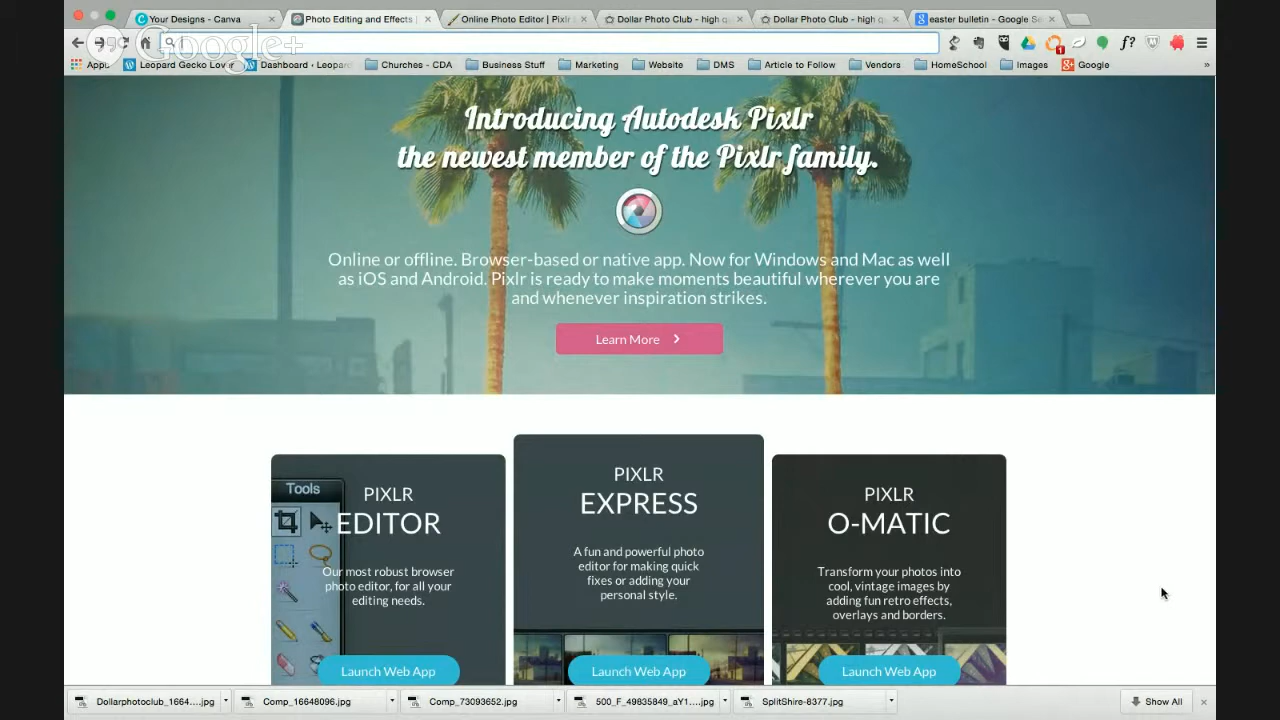 Your Designs - Canva
Photo Editing and Effects |
Online Photo Editor | Pixlr
Dollar Photo Club - high q
Dollar Photo Club - high q
easter bulletin - Google Se
Google+
Apps
Leopard Gecko Lov
Dashboard ‹ Leopar
Churches - CDA
Business Stuff
Marketing
Website
DMS
Article to Follow
Vendors
HomeSchool
Images
Google
»
f?
1
Introducing Autodesk Pixlr
the newest member of the Pixlr family.
Online or offline. Browser-based or native app. Now for Windows and Mac as well
as iOS and Android. Pixlr is ready to make moments beautiful wherever you are
and whenever inspiration strikes.
Learn More
Tools
PIXLR
EDITOR
Our most robust browser
photo editor, for all your
editing needs.
Launch Web App
PIXLR
EXPRESS
A fun and powerful photo
editor for making quick
fixes or adding your
personal style.
Launch Web App
PIXLR
O-MATIC
Transform your photos into
cool, vintage images by
adding fun retro effects,
overlays and borders.
Launch Web App
Dollarphotoclub_1664....jpg
Comp_16648096.jpg
Comp_73093652.jpg
500_F_49835849_aY1....jpg
SplitShire-8377.jpg
Show All